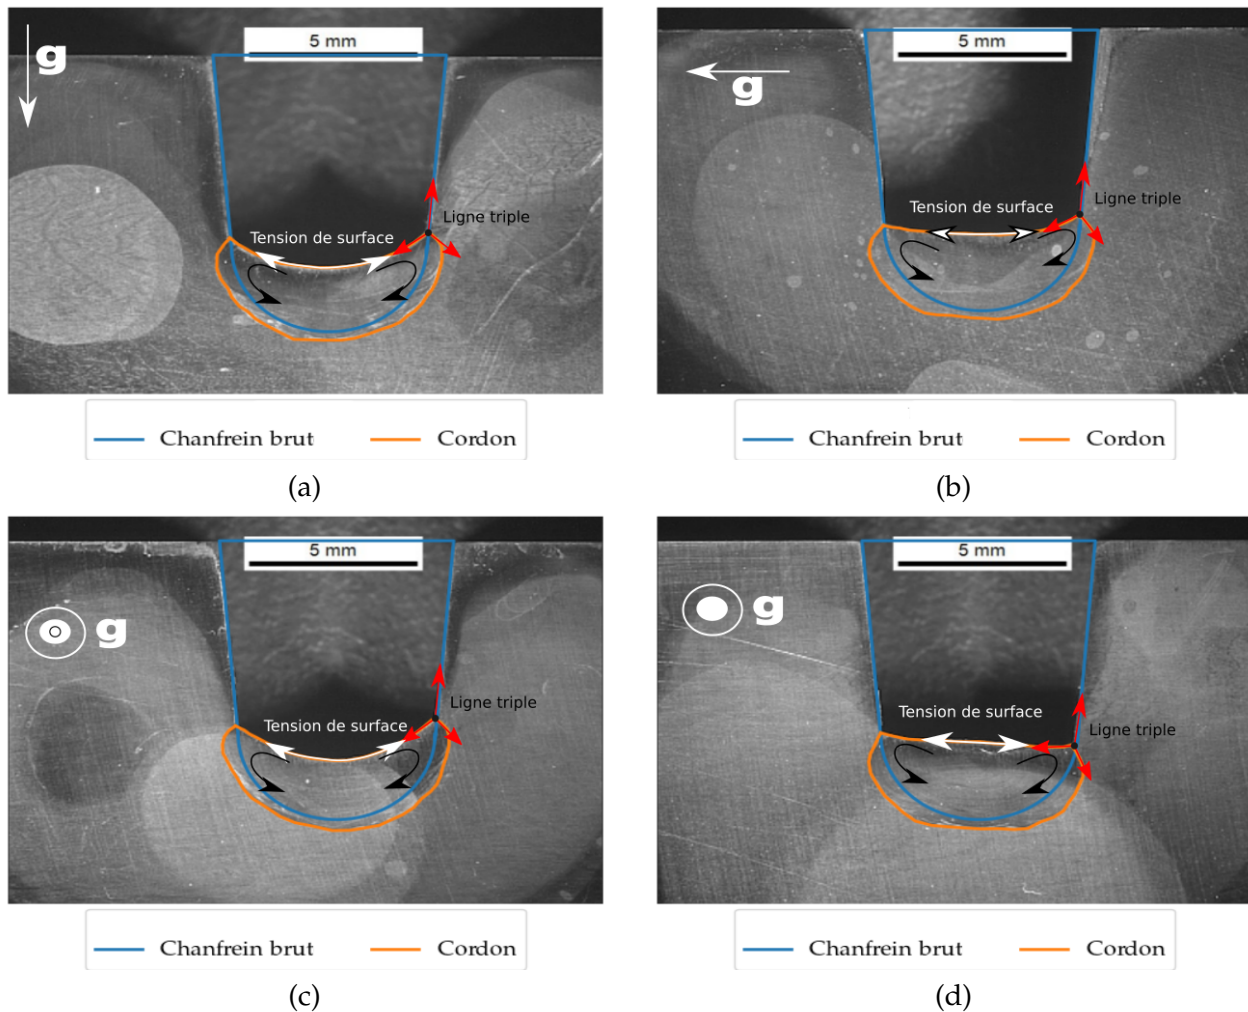 5 mm
g
Tension de surface
Ligne triple
Chanfrein brut
Cordon
(a)
5 mm
g
Tension de surface
Ligne triple
Chanfrein brut
Cordon
(b)
5 mm
g
Tension de surface
Ligne triple
Chanfrein brut
Cordon
(c)
5 mm
g
Tension de surface
Ligne triple
Chanfrein brut
Cordon
(d)